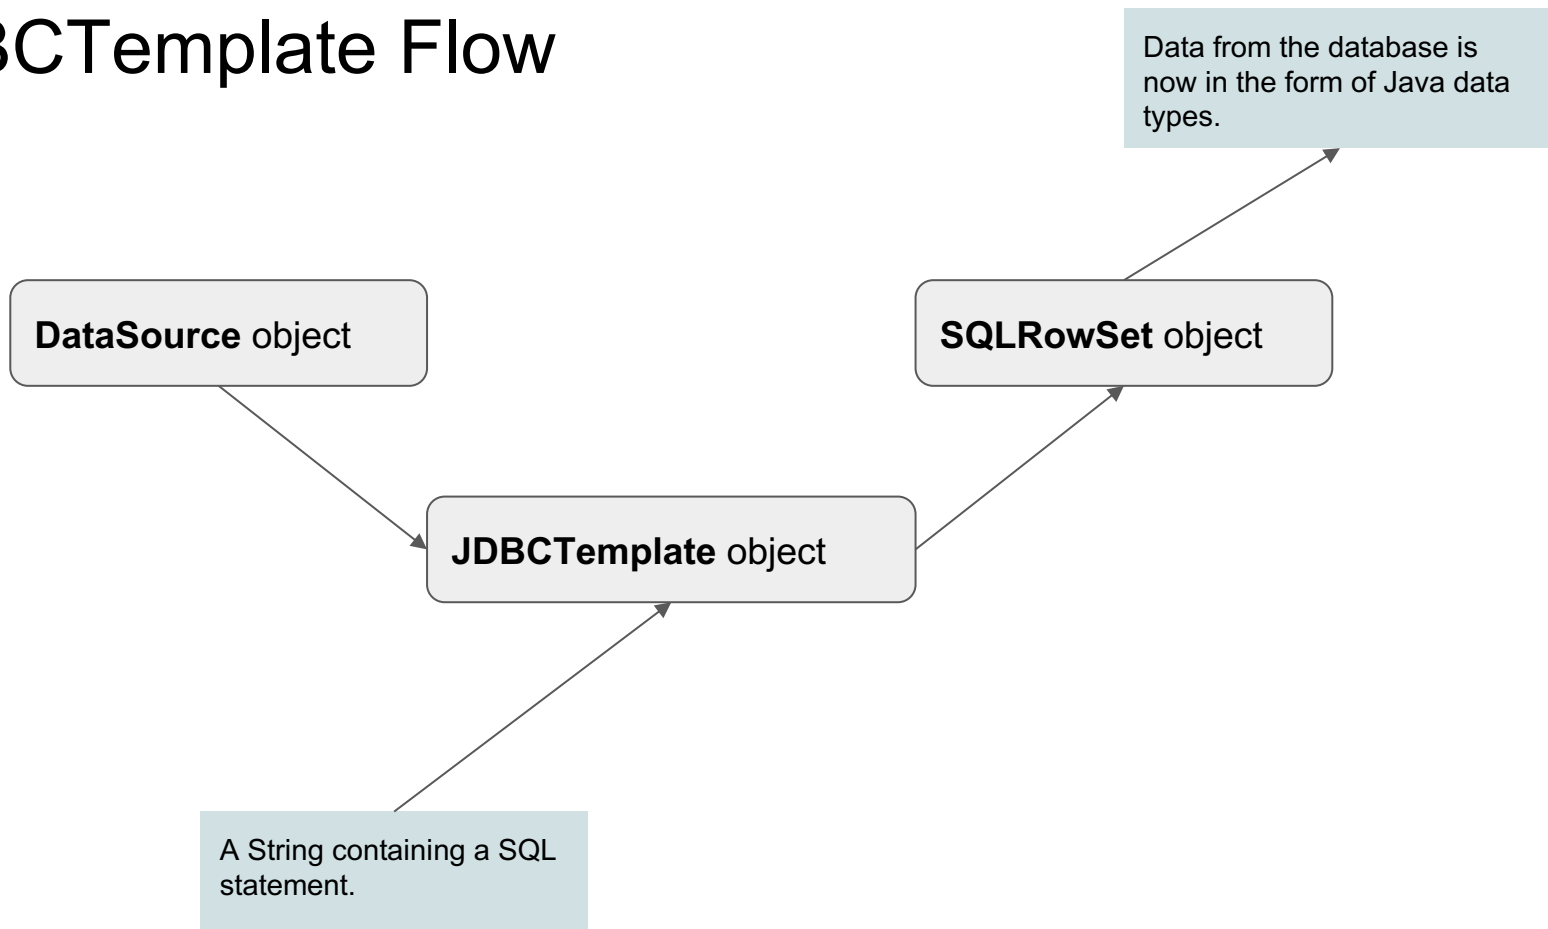 BCTemplate Flow
Data from the database is
now in the form of Java data
types.
DataSource object
SQLRowSet object
JDBCTemplate object
A String containing a SQL
statement.